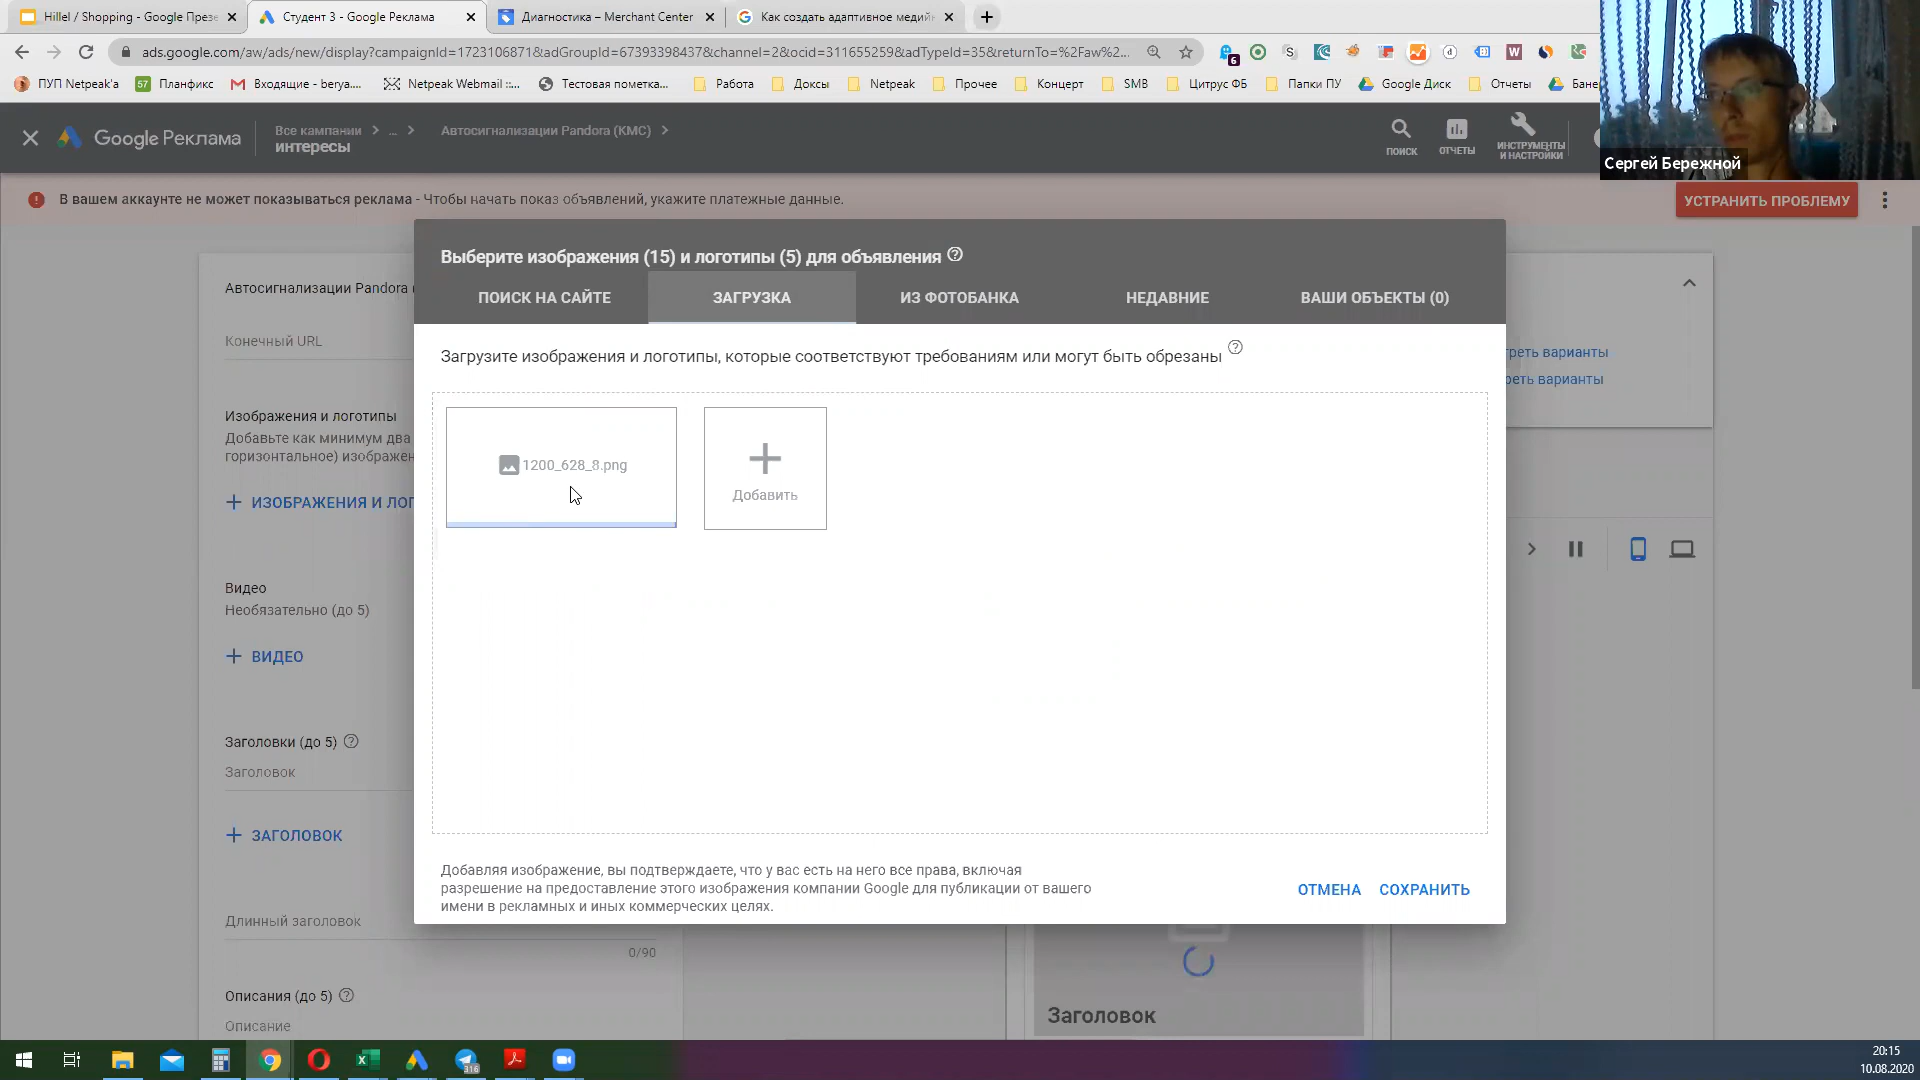 Hillel / Shopping - Google Презе
Студент 3 - Google Реклама
Диагностика – Merchant Center
Как создать адаптивное медийн
ads.google.com/aw/ads/new/display?campaignId=1723106871&adGroupId=67393398437&channel=2&ocid=311655259&adTypeId=35&returnTo=%2Faw%2...
6
ПУП Netpeak'a
57
Планфикс
Входящие - berya....
Netpeak Webmail ::...
Тестовая пометка...
Работа
Доксы
Netpeak
Прочее
Концерт
SMB
Цитрус ФБ
Папки ПУ
Google Диск
Отчеты
Google Реклама
Все кампании > ... > Автосигнализации Pandora (КМС) >
интересы
ПОИСК
ОТЧЕТЫ
ИНСТРУМЕНТЫ
И НАСТРОЙКИ
Сергей Бережной
В вашем аккаунте не может показываться реклама - Чтобы начать показ объявлений, укажите платежные данные.
УСТРАНИТЬ ПРОБЛЕМУ
Выберите изображения (15) и логотипы (5) для объявления
ПОИСК НА САЙТЕ
ЗАГРУЗКА
ИЗ ФОТОБАНКА
НЕДАВНИЕ
ВАШИ ОБЪЕКТЫ (0)
Загрузите изображения и логотипы, которые соответствуют требованиям или могут быть обрезаны
1200_628_8.png
Добавить
Добавляя изображение, вы подтверждаете, что у вас есть на него все права, включая
разрешение на предоставление этого изображения компании Google для публикации от вашего
имени в рекламных и иных коммерческих целях.
ОТМЕНА
СОХРАНИТЬ
Автосигнализации Pandora (
Конечный URL
Изображения и логотипы
Добавьте как минимум два
горизонтальное) изображен
+ ИЗОБРАЖЕНИЯ И ЛОГ
Видео
Необязательно (до 5)
+ ВИДЕО
Заголовки (до 5)
Заголовок
+ ЗАГОЛОВОК
Длинный заголовок
0/90
Описания (до 5)
Описание
реть варианты
реть варианты
Заголовок
316
20:15
10.08.2020